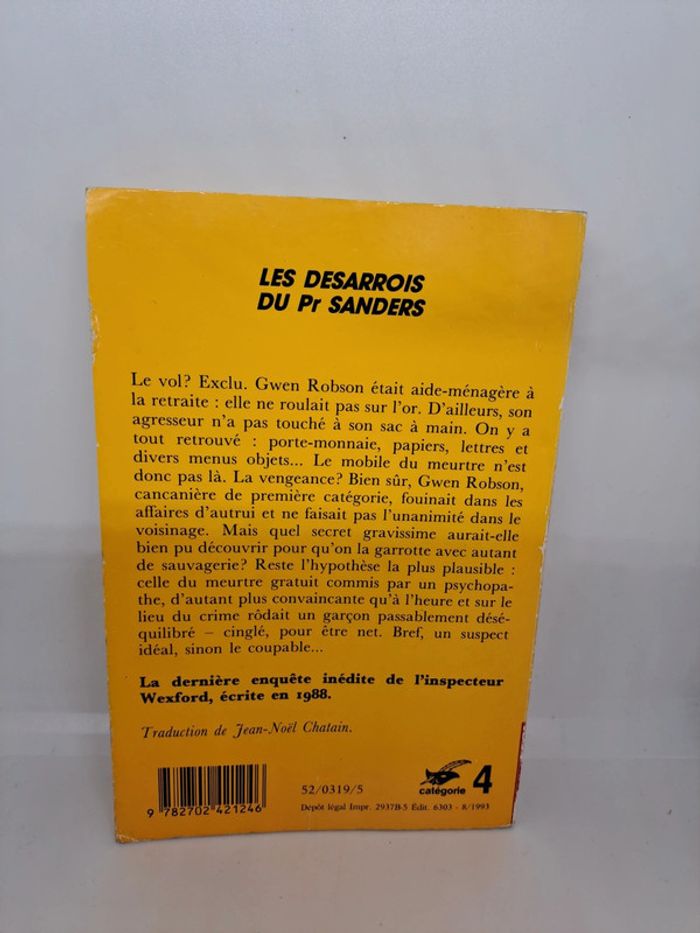 LES DESARROIS
DU Pr SANDERS
Le vol? Exclu. Gwen Robson était aide-ménagère à
la retraite : elle ne roulait pas sur l'or. D'ailleurs, son
agresseur n'a pas touché à son sac à main. On y a
tout retrouvé : porte-monnaie, papiers, lettres et
divers menus objets... Le mobile du meurtre n'est
donc pas là. La vengeance? Bien sûr, Gwen Robson,
cancanière de première catégorie, fouinait dans les
affaires d'autrui et ne faisait pas l'unanimité dans le
voisinage. Mais quel secret gravissime aurait-elle
bien pu découvrir pour qu'on la garrotte avec autant
de sauvagerie? Reste l'hypothèse la plus plausible :
celle du meurtre gratuit commis par un psychopa-
the, d'autant plus convaincante qu'à l'heure et sur le
lieu du crime rôdait un garçon passablement désé-
quilibré – cinglé, pour être net. Bref, un suspect
idéal, sinon le coupable...
La dernière enquête inédite de l'inspecteur
Wexford, écrite en 1988.
Traduction de Jean-Noël Chatain.
9 782702 421246
52/0319/5
Dépôt légal Impr. 2937B-5 Édit. 6303 - 8/1993
catégorie 4